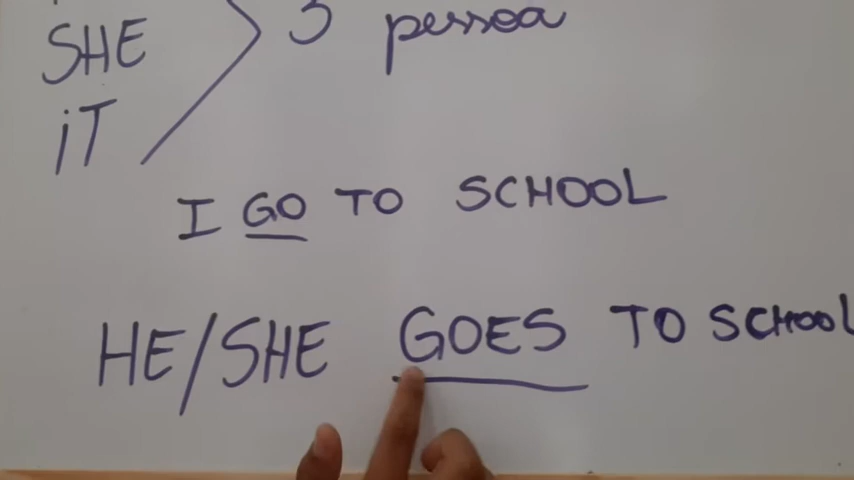 SHE 3 pessoa
iT
I GO TO SCHOOL
HE/SHE GOES TO SCHOOL